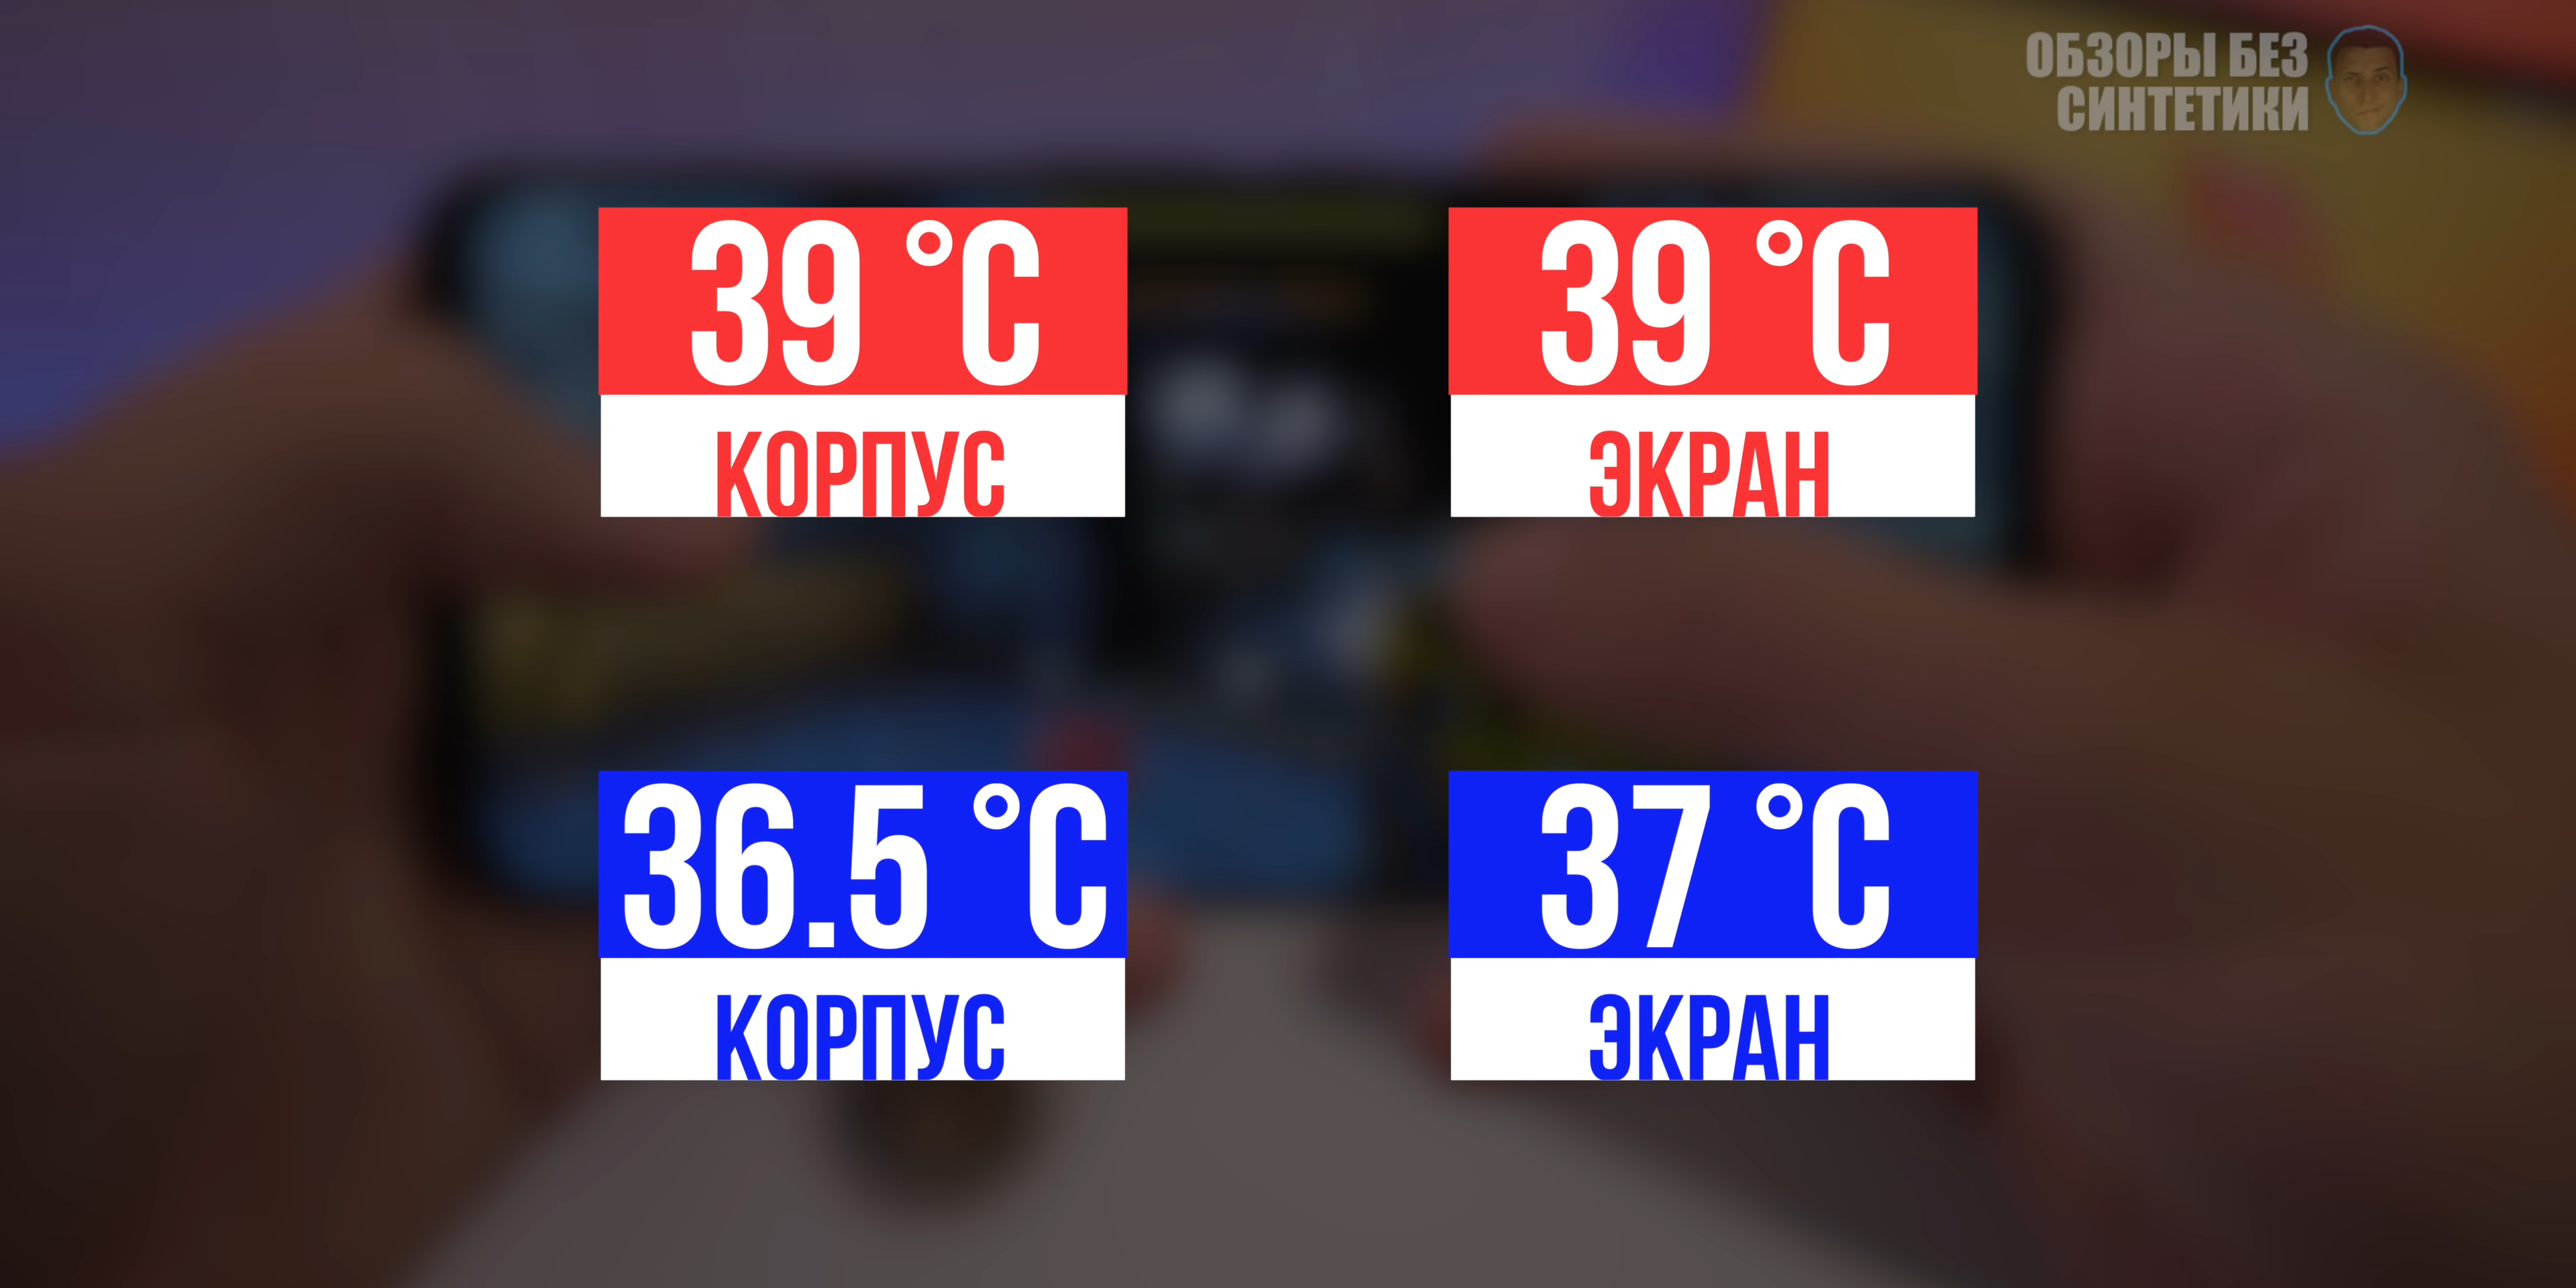 ОБЗОРЫ БЕЗ
СИНТЕТИКИ
39 °C
КОРПУС
39 °C
ЭКРАН
36.5 °C
КОРПУС
37 °C
ЭКРАН